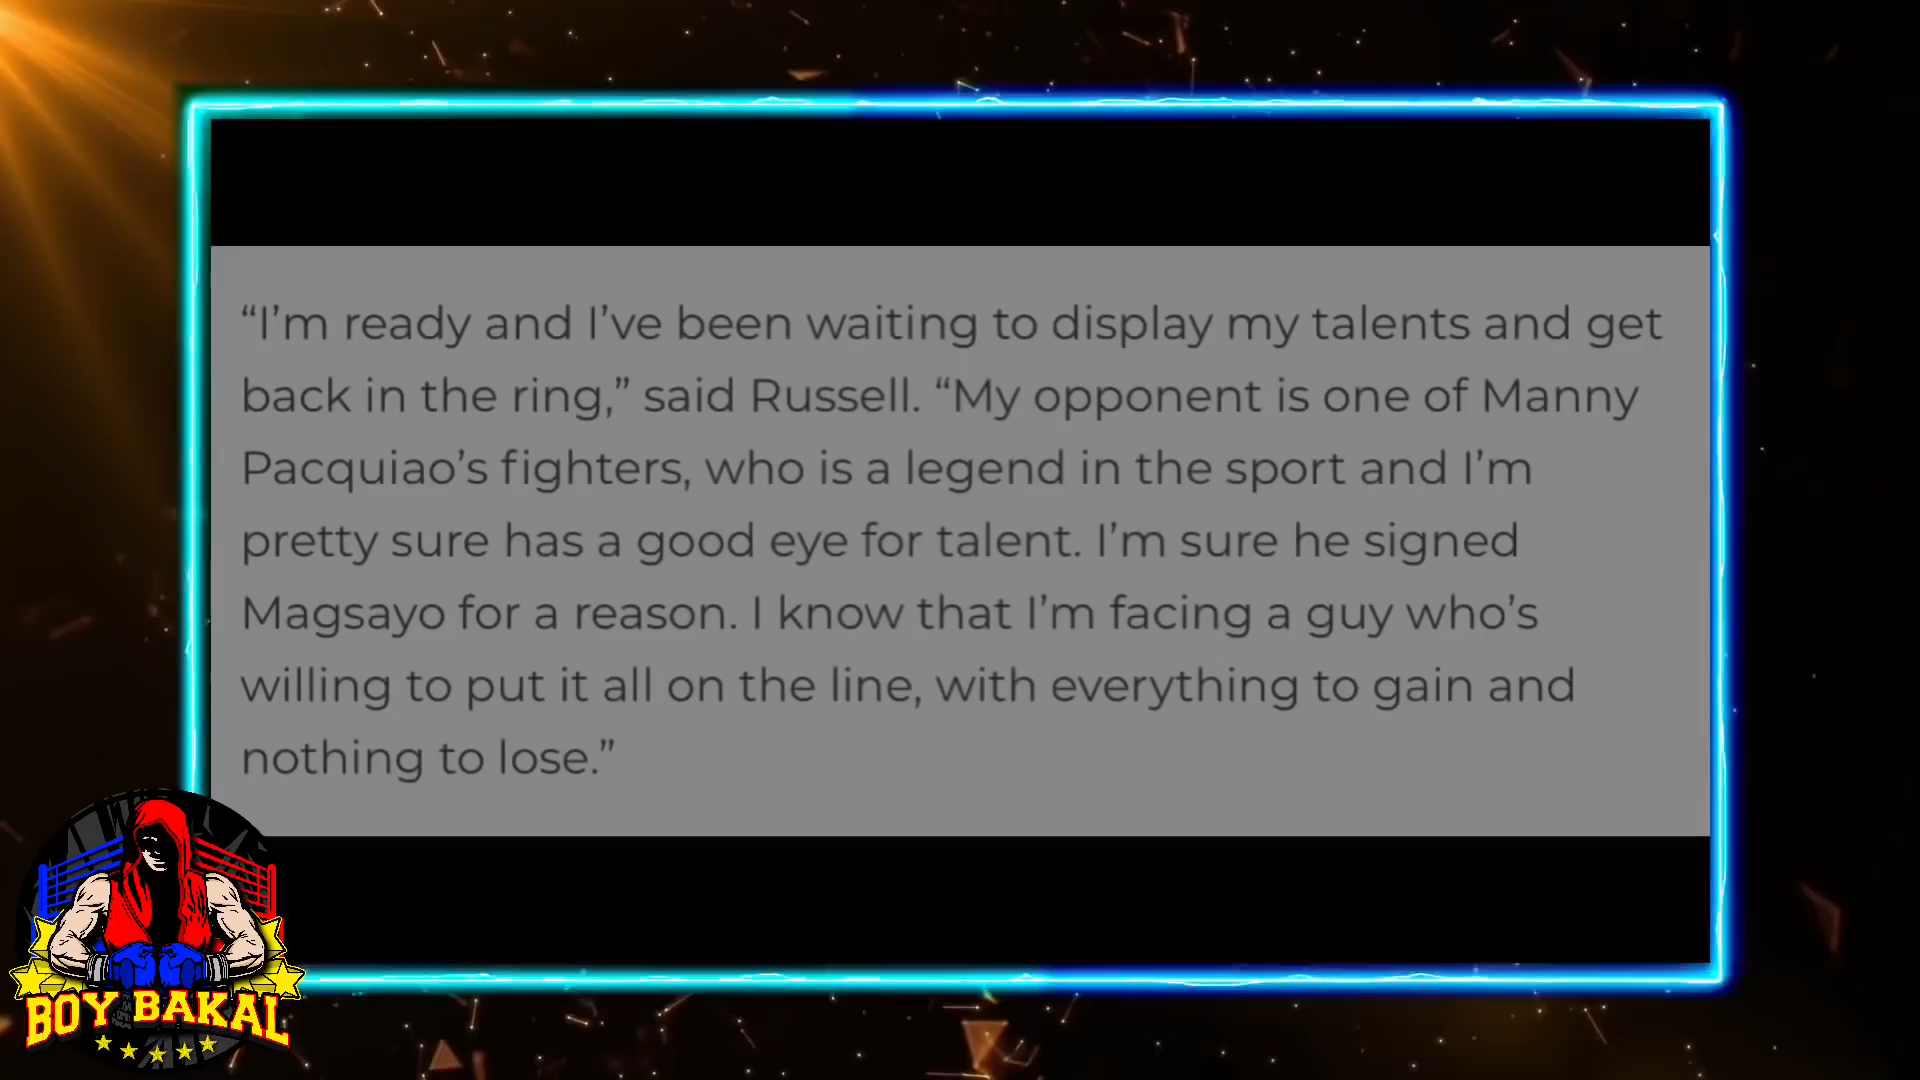 “I’m ready and I’ve been waiting to display my talents and get
back in the ring,” said Russell. “My opponent is one of Manny
Pacquiao’s fighters, who is a legend in the sport and I’m
pretty sure has a good eye for talent. I’m sure he signed
Magsayo for a reason. I know that I’m facing a guy who’s
willing to put it all on the line, with everything to gain and
nothing to lose.”
BOY BAKAL